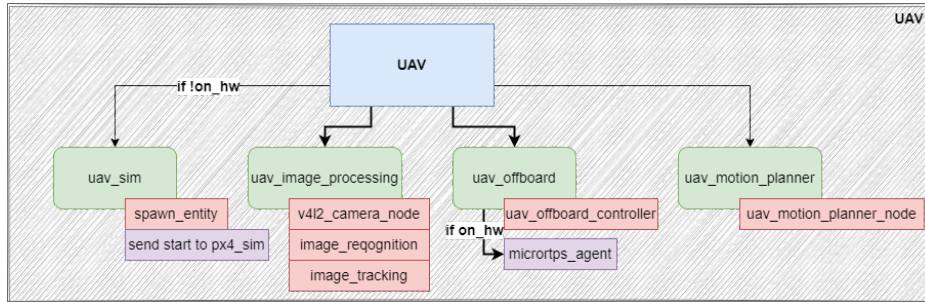 UAV
UAV
if !on_hw
uav_sim
uav_image_processing
uav_offboard
uav_motion_planner
spawn_entity
v4l2_camera_node
uav_offboard_controller
uav_motion_planner_node
if on_hw
send start to px4_sim
image_reqognition
micrortps_agent
image_tracking